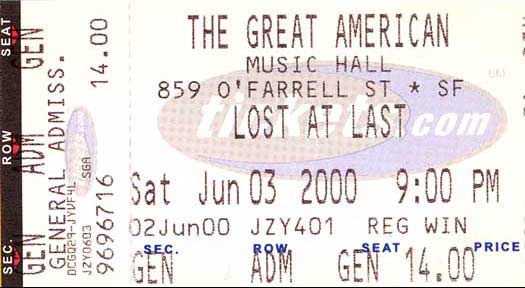 SEAT
ROW
SEC.
GEN
ADM
GEN
GENERAL ADMISS.
14.00
SGA
JZY0603
9696716
THE GREAT AMERICAN
MUSIC HALL
859 O'FARRELL ST * SF
tickets.com
LOST AT LAST
Sat Jun 03 2000 9:00 PM
02Jun00 JZY401 REG WIN
SEC. ROW SEAT PRICE
GEN ADM GEN 14.00